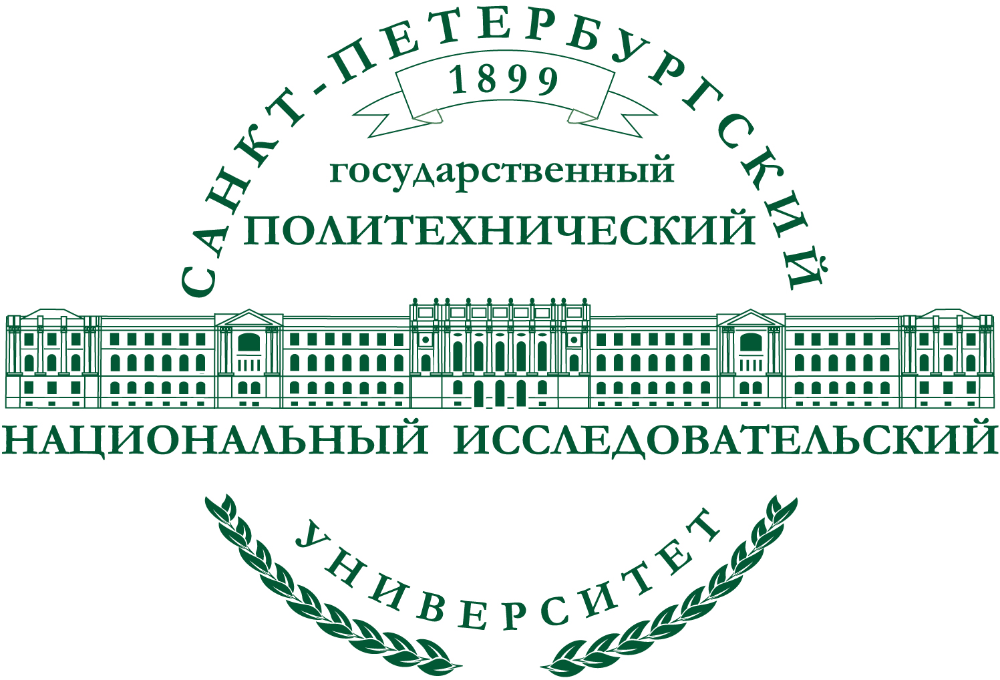 САНКТ-ПЕТЕРБУРГСКИЙ
1899
государственный
ПОЛИТЕХНИЧЕСКИЙ
НАЦИОНАЛЬНЫЙ ИССЛЕДОВАТЕЛЬСКИЙ
УНИВЕРСИТЕТ